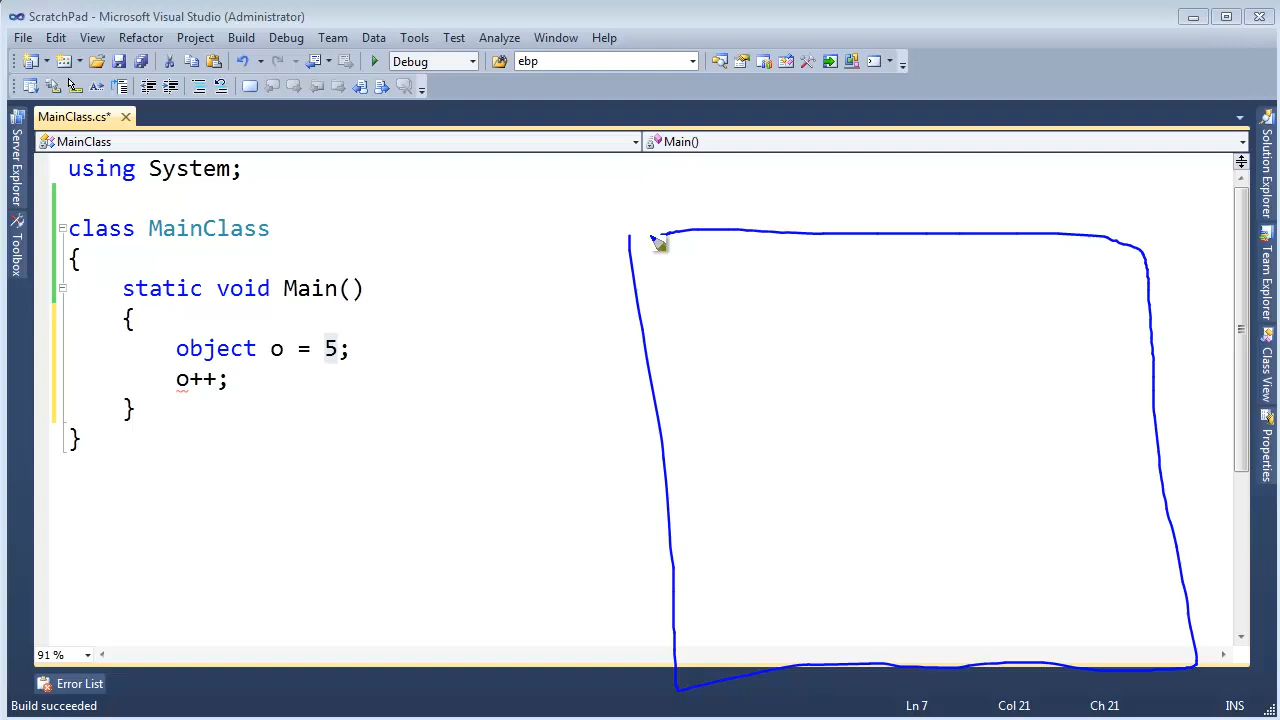 ScratchPad - Microsoft Visual Studio (Administrator)
File Edit View Refactor Project Build Debug Team Data Tools Test Analyze Window Help
Debug ebp
MainClass.cs*
MainClass Main()
using System;
class MainClass
{
static void Main()
{
object o = 5;
o++;
}
}
Server Explorer
Toolbox
Solution Explorer
Team Explorer
Class View
Properties
91 %
Error List
Build succeeded Ln 7 Col 21 Ch 21 INS